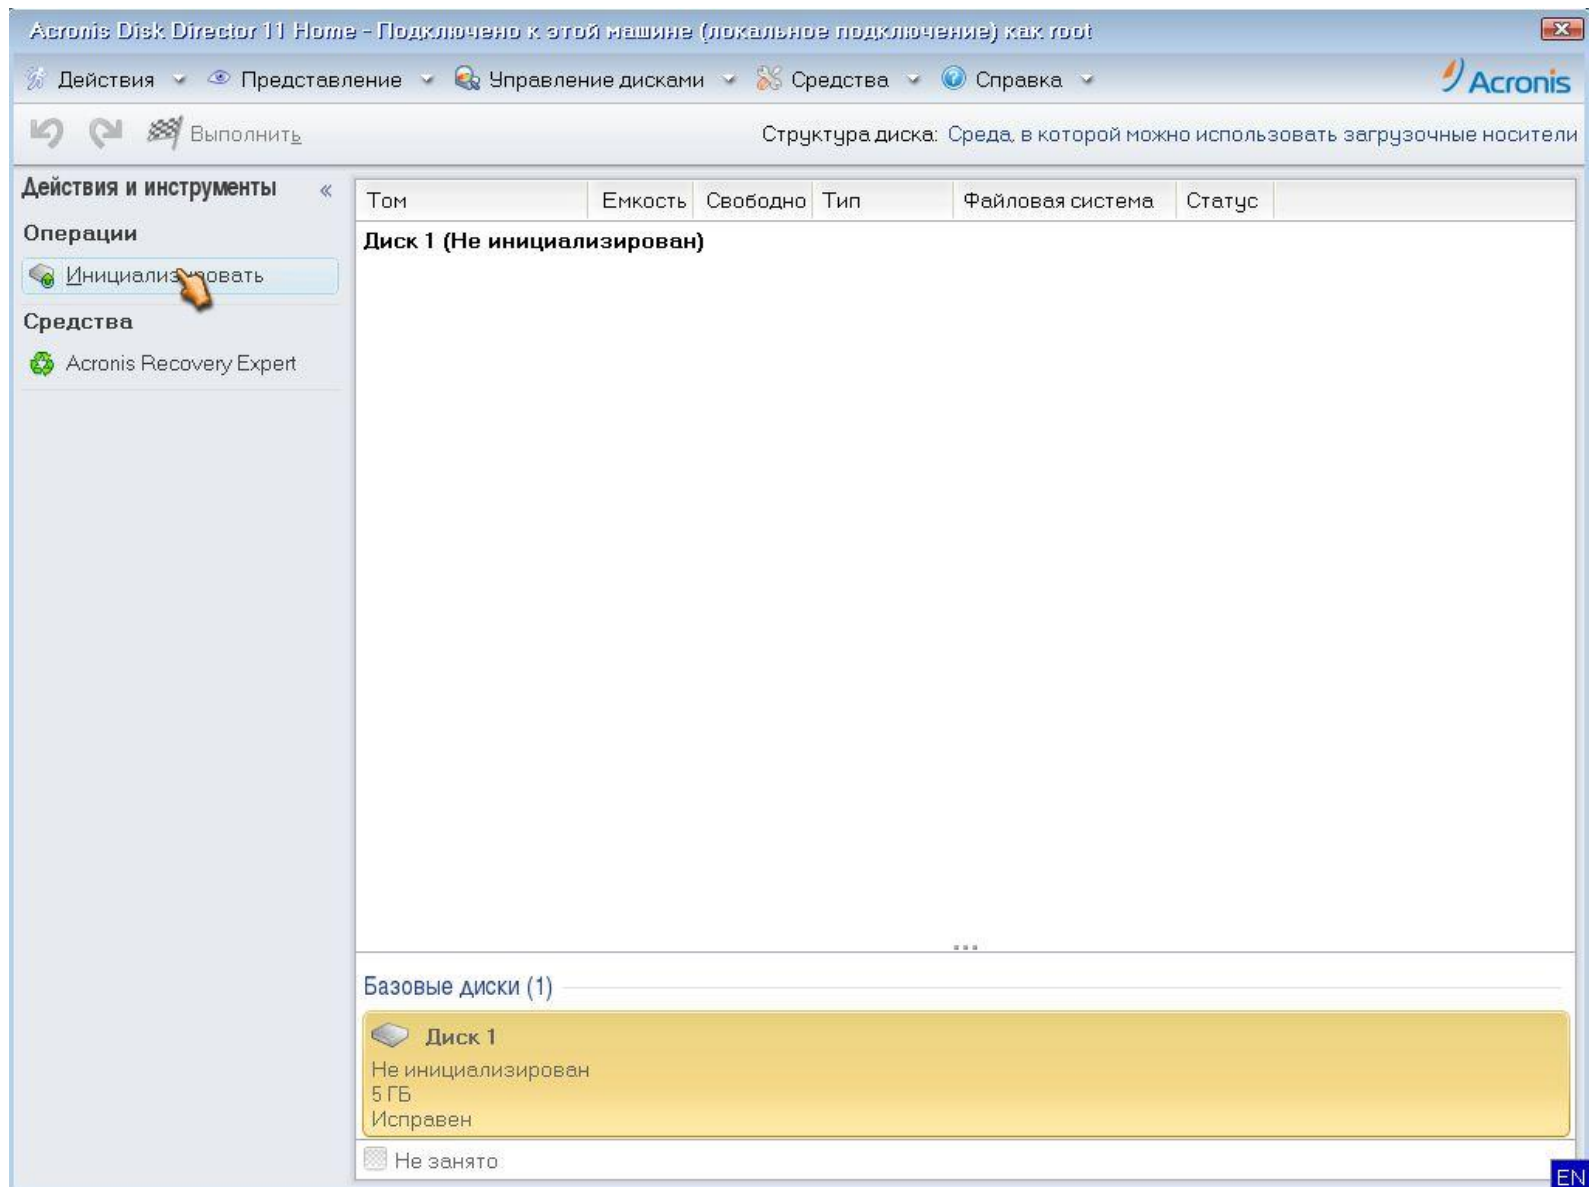 Acronis Disk Director 11 Home - Подключено к этой машине (локальное подключение) как root
Действия Представление Управление дисками Средства Справка Acronis
Выполнить Структура диска: Среда, в которой можно использовать загрузочные носители
Действия и инструменты «
Том Емкость Свободно Тип Файловая система Статус
Операции
Диск 1 (Не инициализирован)
Инициализировать
Средства
Acronis Recovery Expert
Базовые диски (1)
Диск 1
Не инициализирован
5 ГБ
Исправен
Не занято
EN